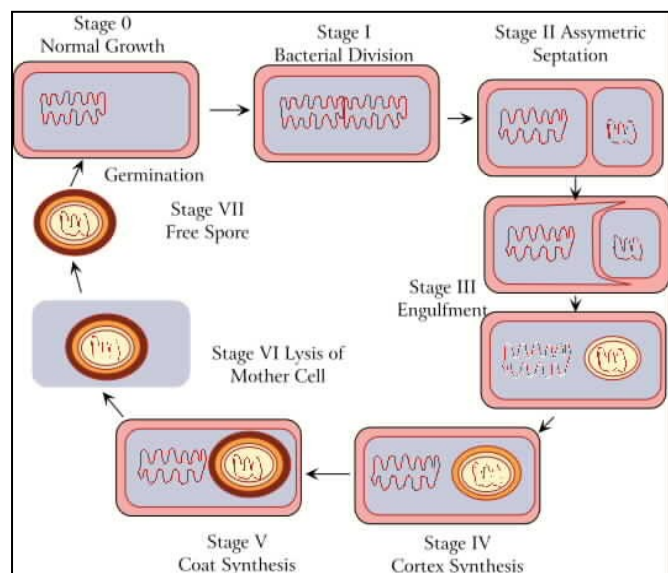 Stage 0
Normal Growth
Stage I
Bacterial Division
Stage II Assymetric
Septation
Stage III
Engulfment
Stage IV
Cortex Synthesis
Stage V
Coat Synthesis
Stage VI Lysis of
Mother Cell
Stage VII
Free Spore
Germination